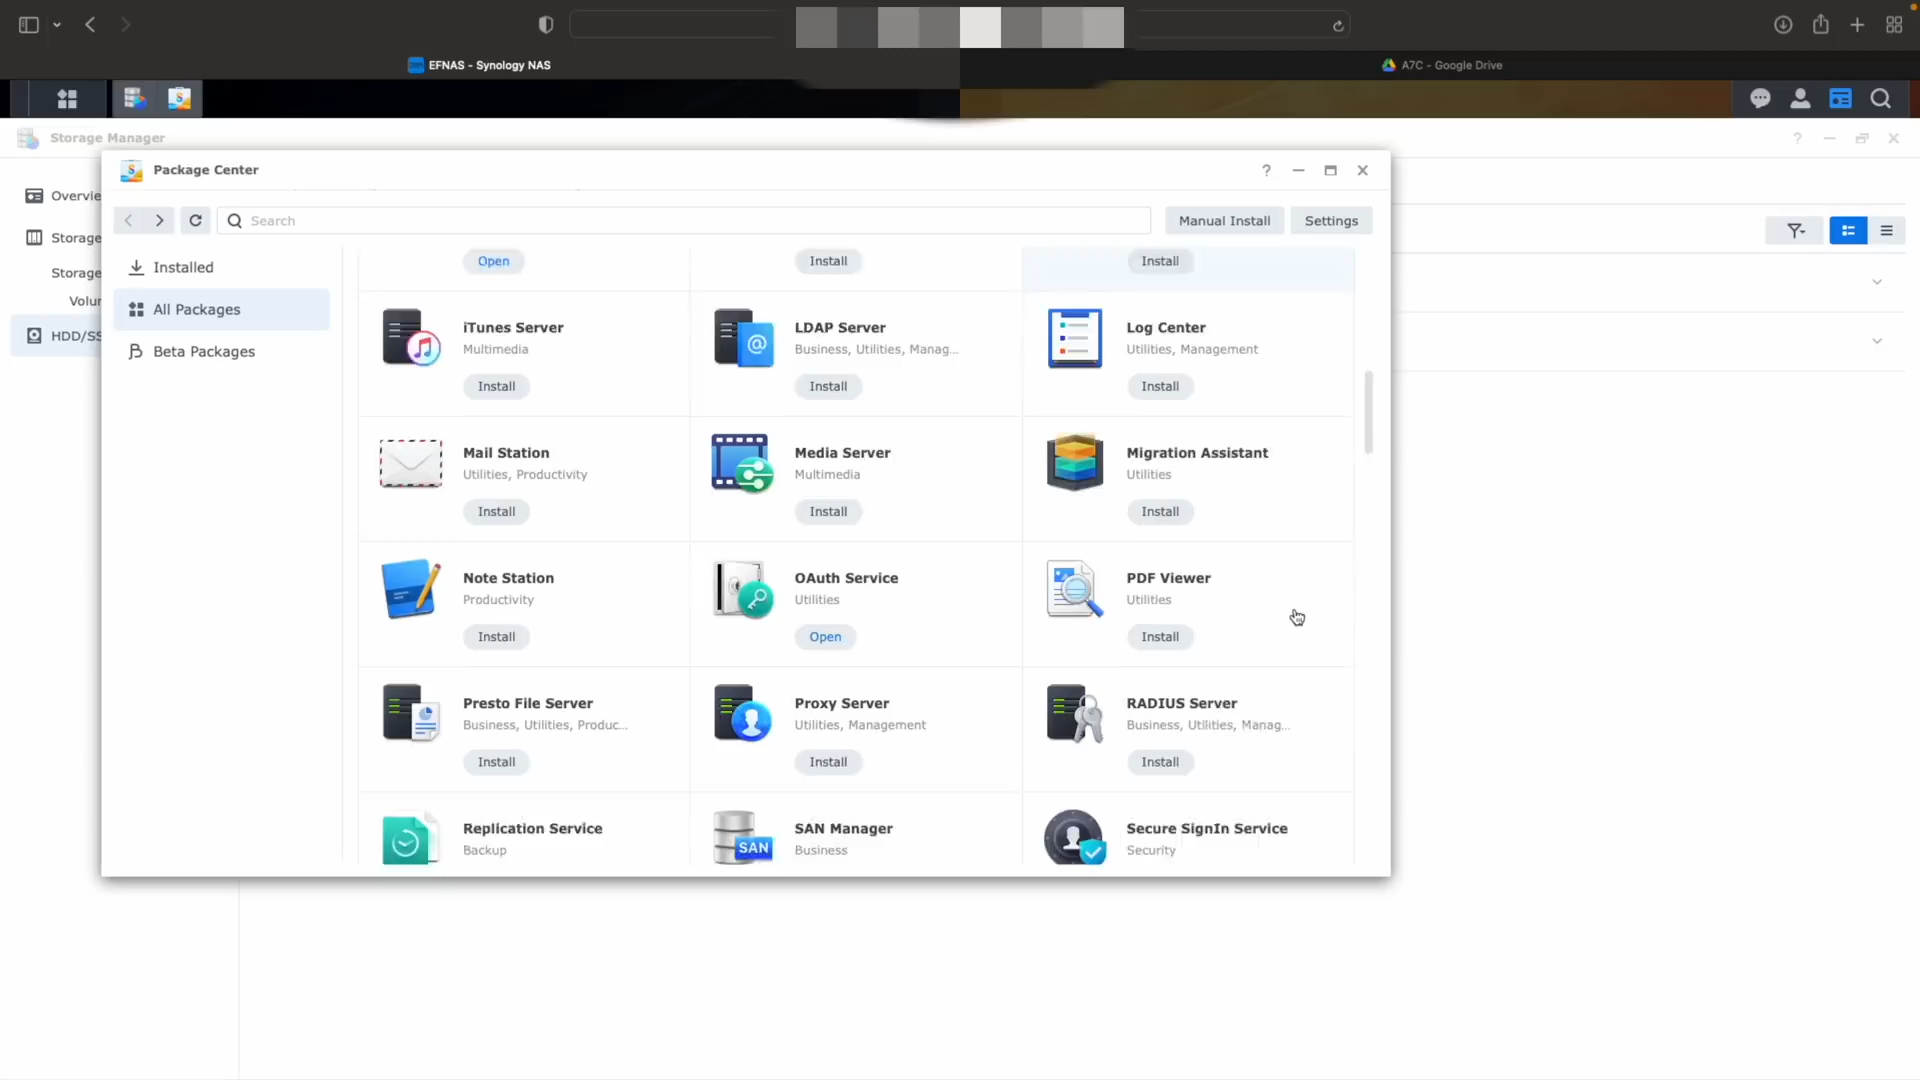 EFNAS - Synology NAS
A7C - Google Drive
Storage Manager
?
Package Center
?
Overvie
Storage
Storage
Volu
HDD/SS
Search
Manual Install
Settings
Installed
All Packages
Beta Packages
Open
Install
Install
iTunes Server
Multimedia
Install
LDAP Server
Business, Utilities, Manag...
Install
Log Center
Utilities, Management
Install
Mail Station
Utilities, Productivity
Install
Media Server
Multimedia
Install
Migration Assistant
Utilities
Install
Note Station
Productivity
Install
OAuth Service
Utilities
Open
PDF Viewer
Utilities
Install
Presto File Server
Business, Utilities, Produc...
Install
Proxy Server
Utilities, Management
Install
RADIUS Server
Business, Utilities, Manag...
Install
Replication Service
Backup
SAN
SAN Manager
Business
Secure SignIn Service
Security